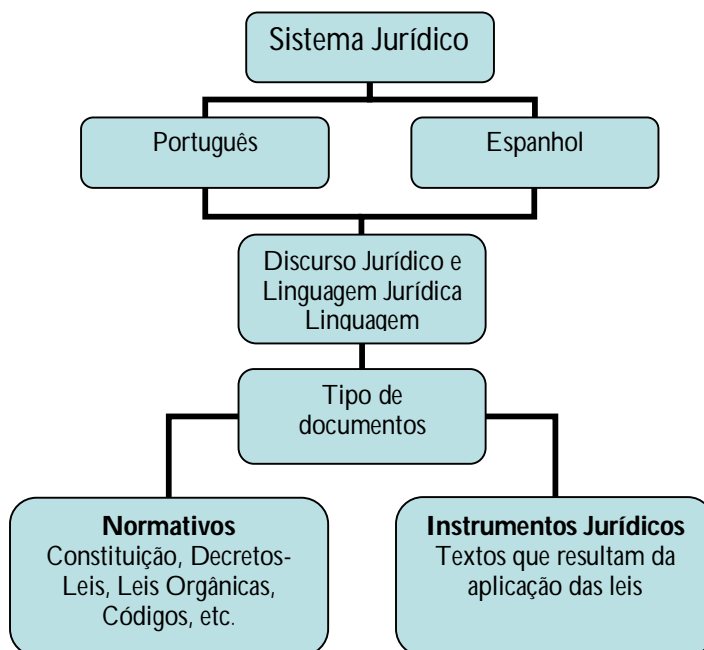 Sistema Jurídico
Português
Espanhol
Discurso Jurídico e
Linguagem Jurídica
Linguagem
Tipo de
documentos
Normativos
Constituição, Decretos-
Leis, Leis Orgânicas,
Códigos, etc.
Instrumentos Jurídicos
Textos que resultam da
aplicação das leis